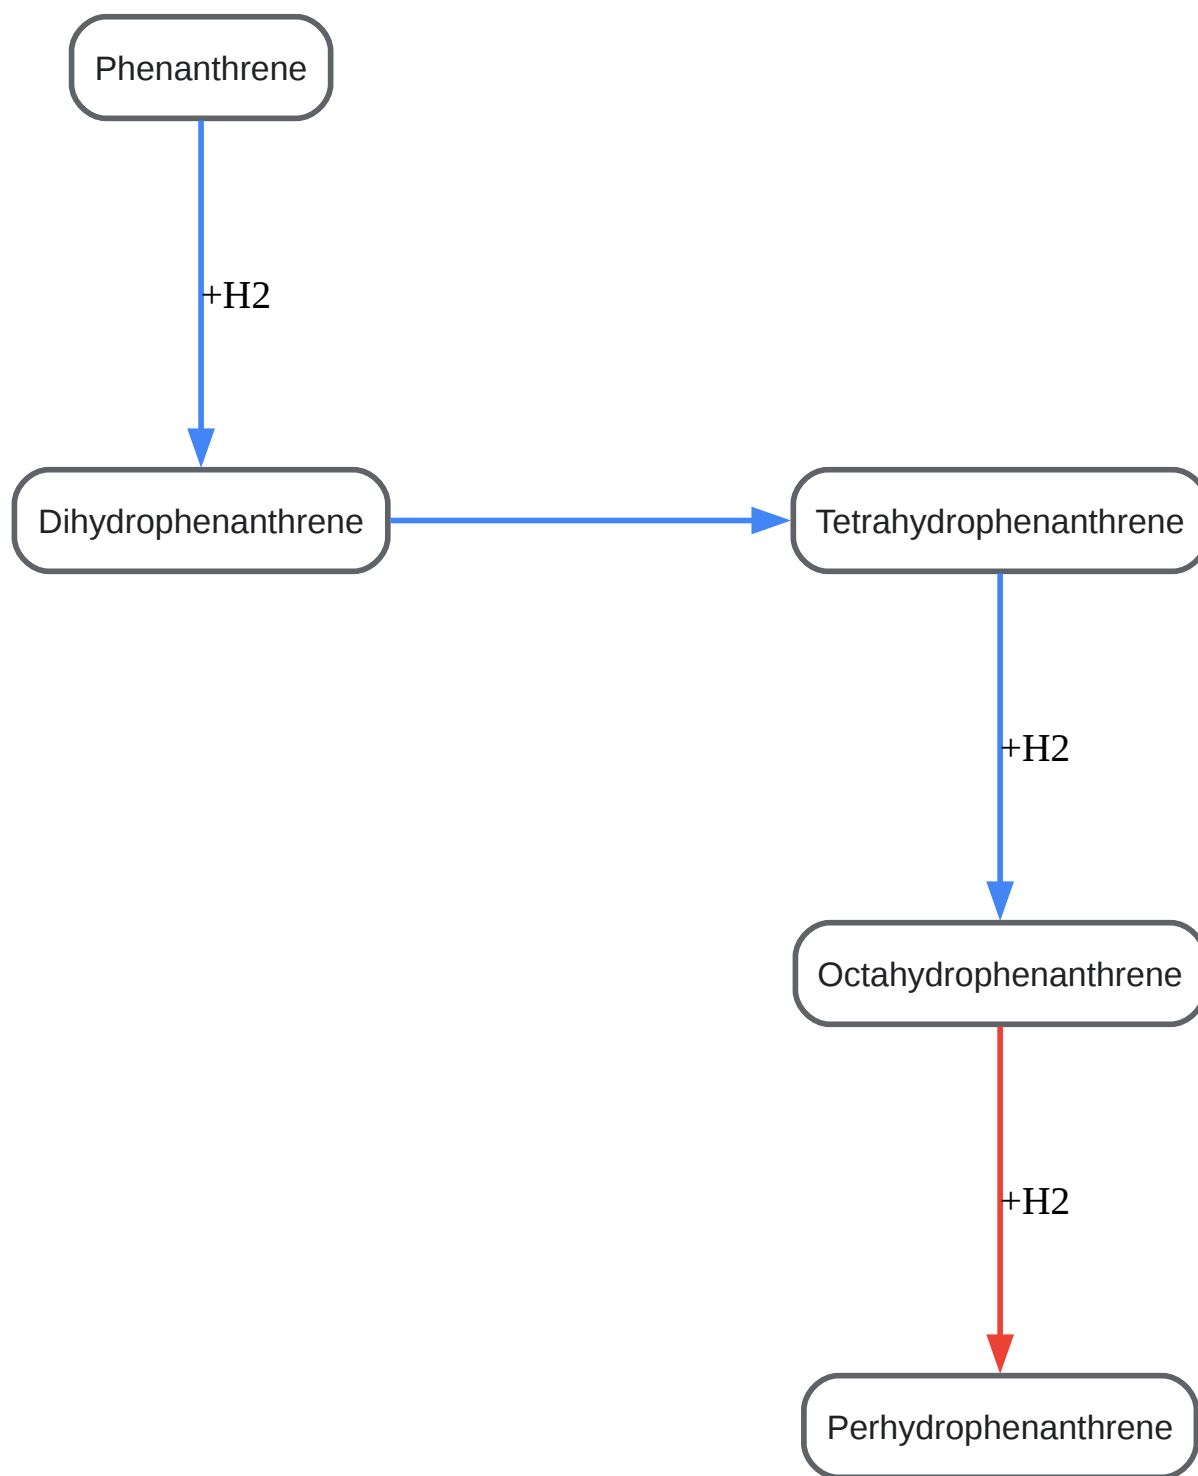 Phenanthrene
+H2
Dihydrophenanthrene
Tetrahydrophenanthrene
+H2
Octahydrophenanthrene
+H2
Perhydrophenanthrene